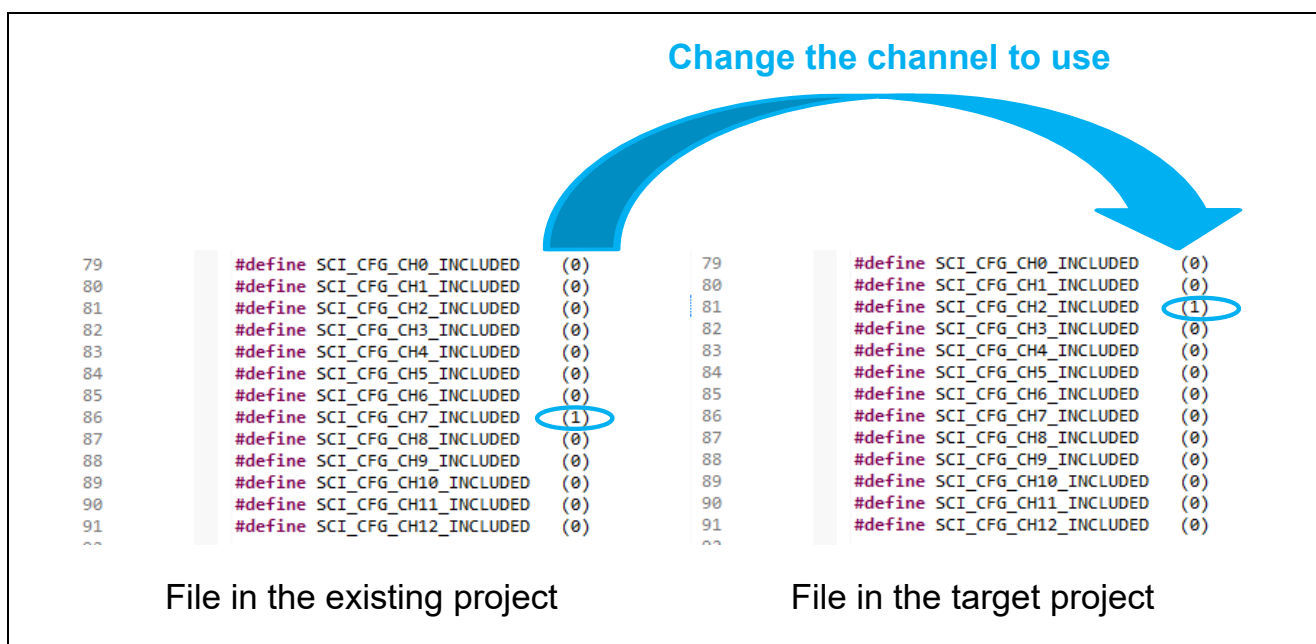 Change the channel to use
79 #define SCI_CFG_CH0_INCLUDED (0)
80 #define SCI_CFG_CH1_INCLUDED (0)
81 #define SCI_CFG_CH2_INCLUDED (0)
82 #define SCI_CFG_CH3_INCLUDED (0)
83 #define SCI_CFG_CH4_INCLUDED (0)
84 #define SCI_CFG_CH5_INCLUDED (0)
85 #define SCI_CFG_CH6_INCLUDED (0)
86 #define SCI_CFG_CH7_INCLUDED (1)
87 #define SCI_CFG_CH8_INCLUDED (0)
88 #define SCI_CFG_CH9_INCLUDED (0)
89 #define SCI_CFG_CH10_INCLUDED (0)
90 #define SCI_CFG_CH11_INCLUDED (0)
91 #define SCI_CFG_CH12_INCLUDED (0)
File in the existing project
79 #define SCI_CFG_CH0_INCLUDED (0)
80 #define SCI_CFG_CH1_INCLUDED (0)
81 #define SCI_CFG_CH2_INCLUDED (1)
82 #define SCI_CFG_CH3_INCLUDED (0)
83 #define SCI_CFG_CH4_INCLUDED (0)
84 #define SCI_CFG_CH5_INCLUDED (0)
85 #define SCI_CFG_CH6_INCLUDED (0)
86 #define SCI_CFG_CH7_INCLUDED (0)
87 #define SCI_CFG_CH8_INCLUDED (0)
88 #define SCI_CFG_CH9_INCLUDED (0)
89 #define SCI_CFG_CH10_INCLUDED (0)
90 #define SCI_CFG_CH11_INCLUDED (0)
91 #define SCI_CFG_CH12_INCLUDED (0)
File in the target project